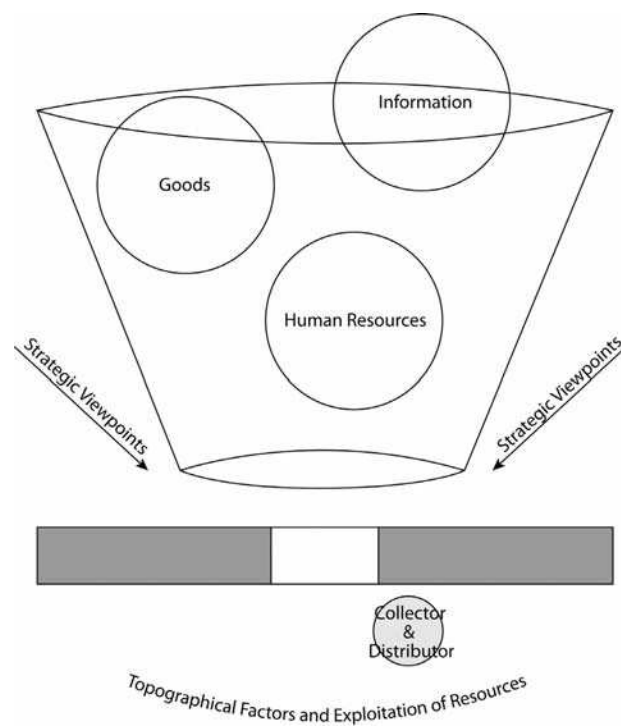 Information
Goods
Human Resources
Strategic Viewpoints
Strategic Viewpoints
Collector
&
Distributor
Topographical Factors and Exploitation of Resources